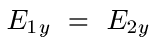 E_{1y} = E_{2y}